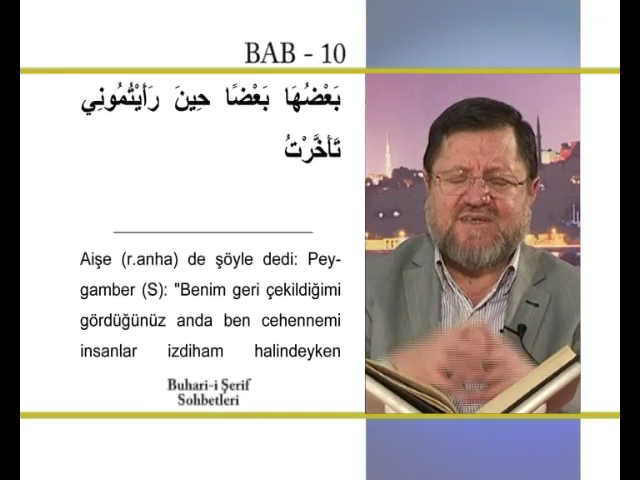 BAB - 10
بَعْضُهَا بَعْضًا حِينَ رَأَيْتُمُونِي
تَأَخَّرْتُ
Aişe (r.anha) de şöyle dedi: Pey-
gamber (S): "Benim geri çekildiğimi
gördüğünüz anda ben cehennemi
insanlar izdiham halindeyken
Buhari-i Şerif
Sohbetleri